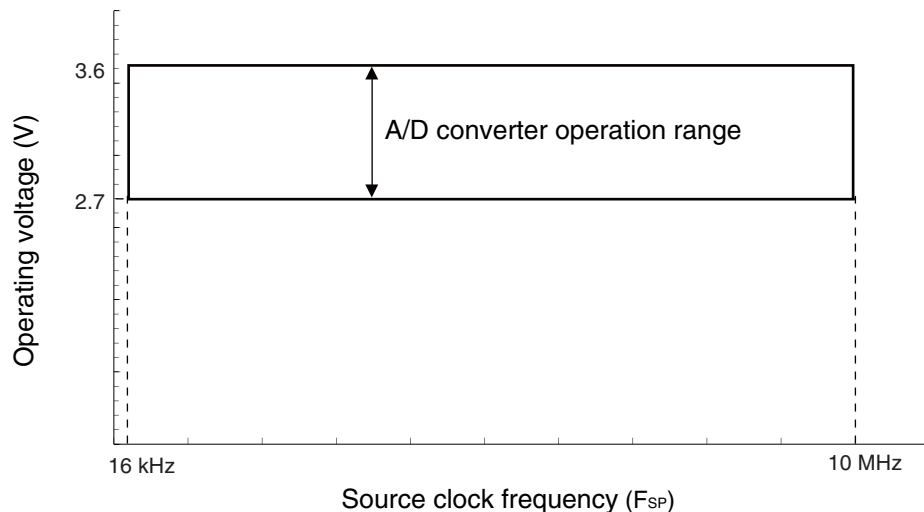 Operating voltage (V)
3.6
2.7
A/D converter operation range
16 kHz
10 MHz
Source clock frequency (FSP)